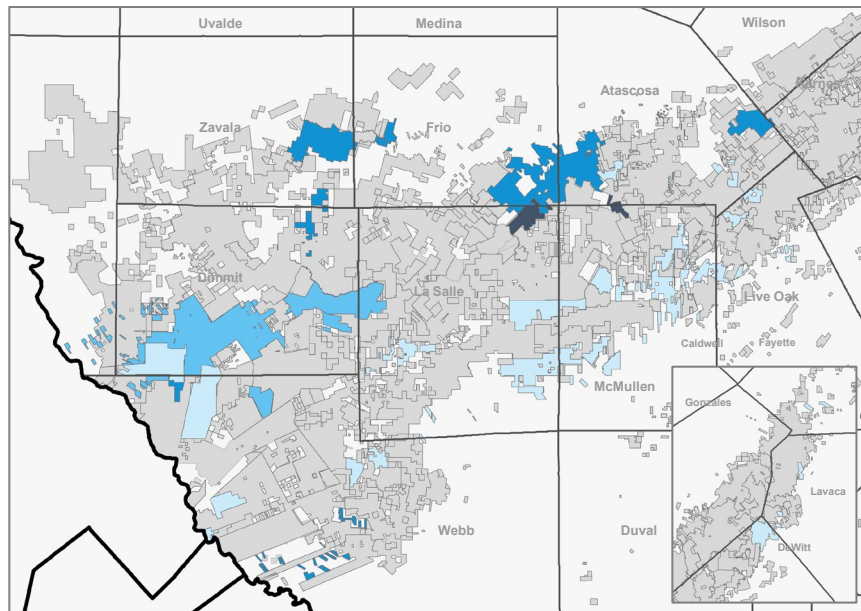 Uvalde
Medina
Wilson
Atascosa
Karnes
Zavala
Frio
Dimmit
La Salle
Live Oak
Caldwell
Fayette
McMullen
Gonzales
Lavaca
Webb
Duval
DeWitt